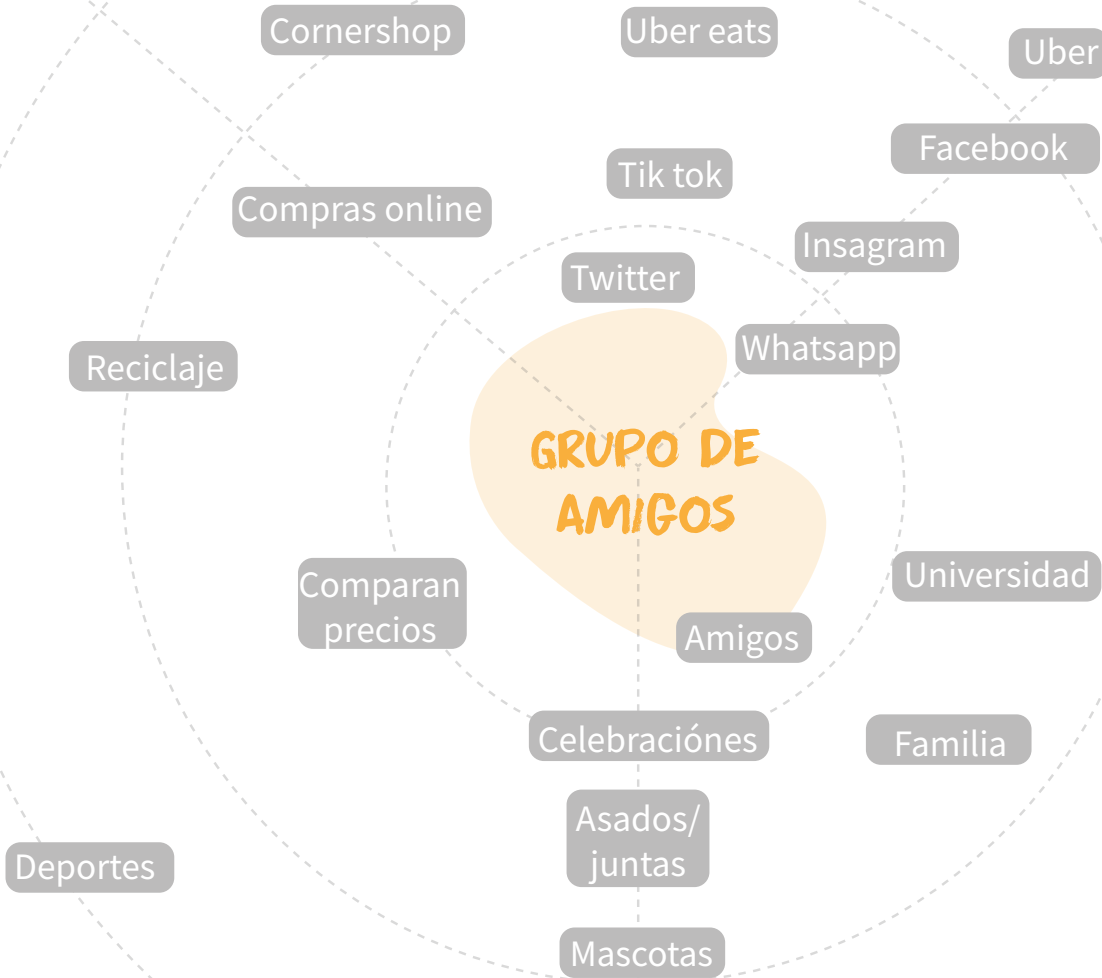 Cornershop
Uber eats
Uber
Facebook
Tik tok
Compras online
Insagram
Twitter
Whatsapp
Reciclaje
GRUPO DE
AMIGOS
Comparan
precios
Universidad
Amigos
Celebraciónes
Familia
Asados/
juntas
Deportes
Mascotas